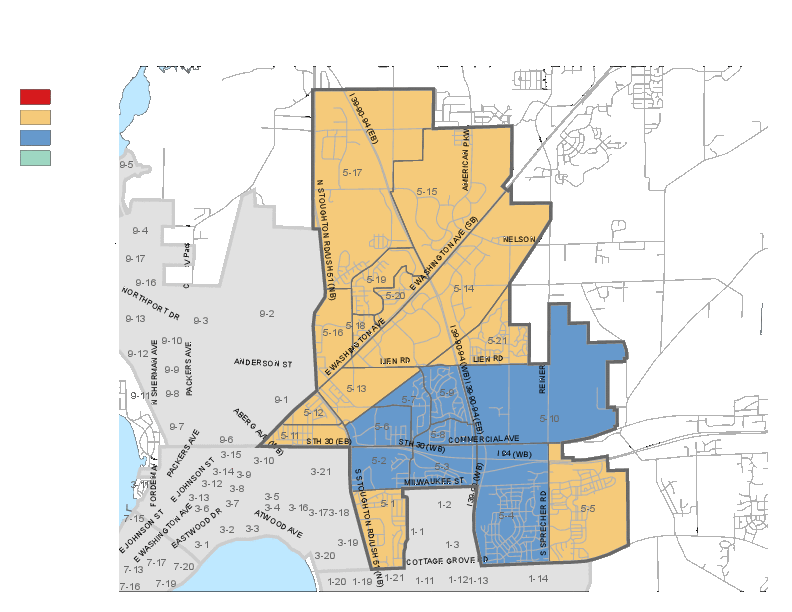 9-5
I 39-90-94 (EB)
5-17
AMERICAN PKWY
5-15
N STOUGHTON RD/USH 51 (NB)
9-4
E WASHINGTON AVE (SB)
NELSON
9-17
5-19
9-16
5-20
5-14
NORTHPORT DR
9-13
9-3
9-2
5-16
5-18
9-10
E WASHINGTON AVE
5-21
9-12
N SHERMAN AVE
PACKERS AVE
ANDERSON ST
LIEN RD
LIEN RD
I 39-90-94 (WB)
I 39-90-94 (EB)
REINER
9-9
9-8
5-13
9-11
9-1
5-7
5-9
9-7
ABERG AVE (WB)
5-12
5-10
5-6
5-8
9-6
5-11
STH 30 (EB)
STH 30 (WB)
COMMERCIAL AVE
I 94 (WB)
PACKERS AVE
3-15
3-10
5-2
5-3
FORDEM
E JOHNSON ST
3-14
3-9
3-21
MILWAUKEE ST
I 39-90 (WB)
3-11
3-12
3-8
3-13
3-5
S STOUGHTON RD/USH 51 (NB)
5-1
1-2
S SPRECHER RD
5-5
3-6
3-7
3-4
3-16
3-17
3-18
7-15
E JOHNSON ST
E WASHINGTON AVE
EASTWOOD DR
ATWOOD AVE
5-4
3-2
3-3
1-1
3-1
3-19
1-3
7-17
3-20
COTTAGE GROVE RD
7-13
7-20
7-16
7-19
1-20
1-19
1-21
1-11
1-12
1-13
1-14